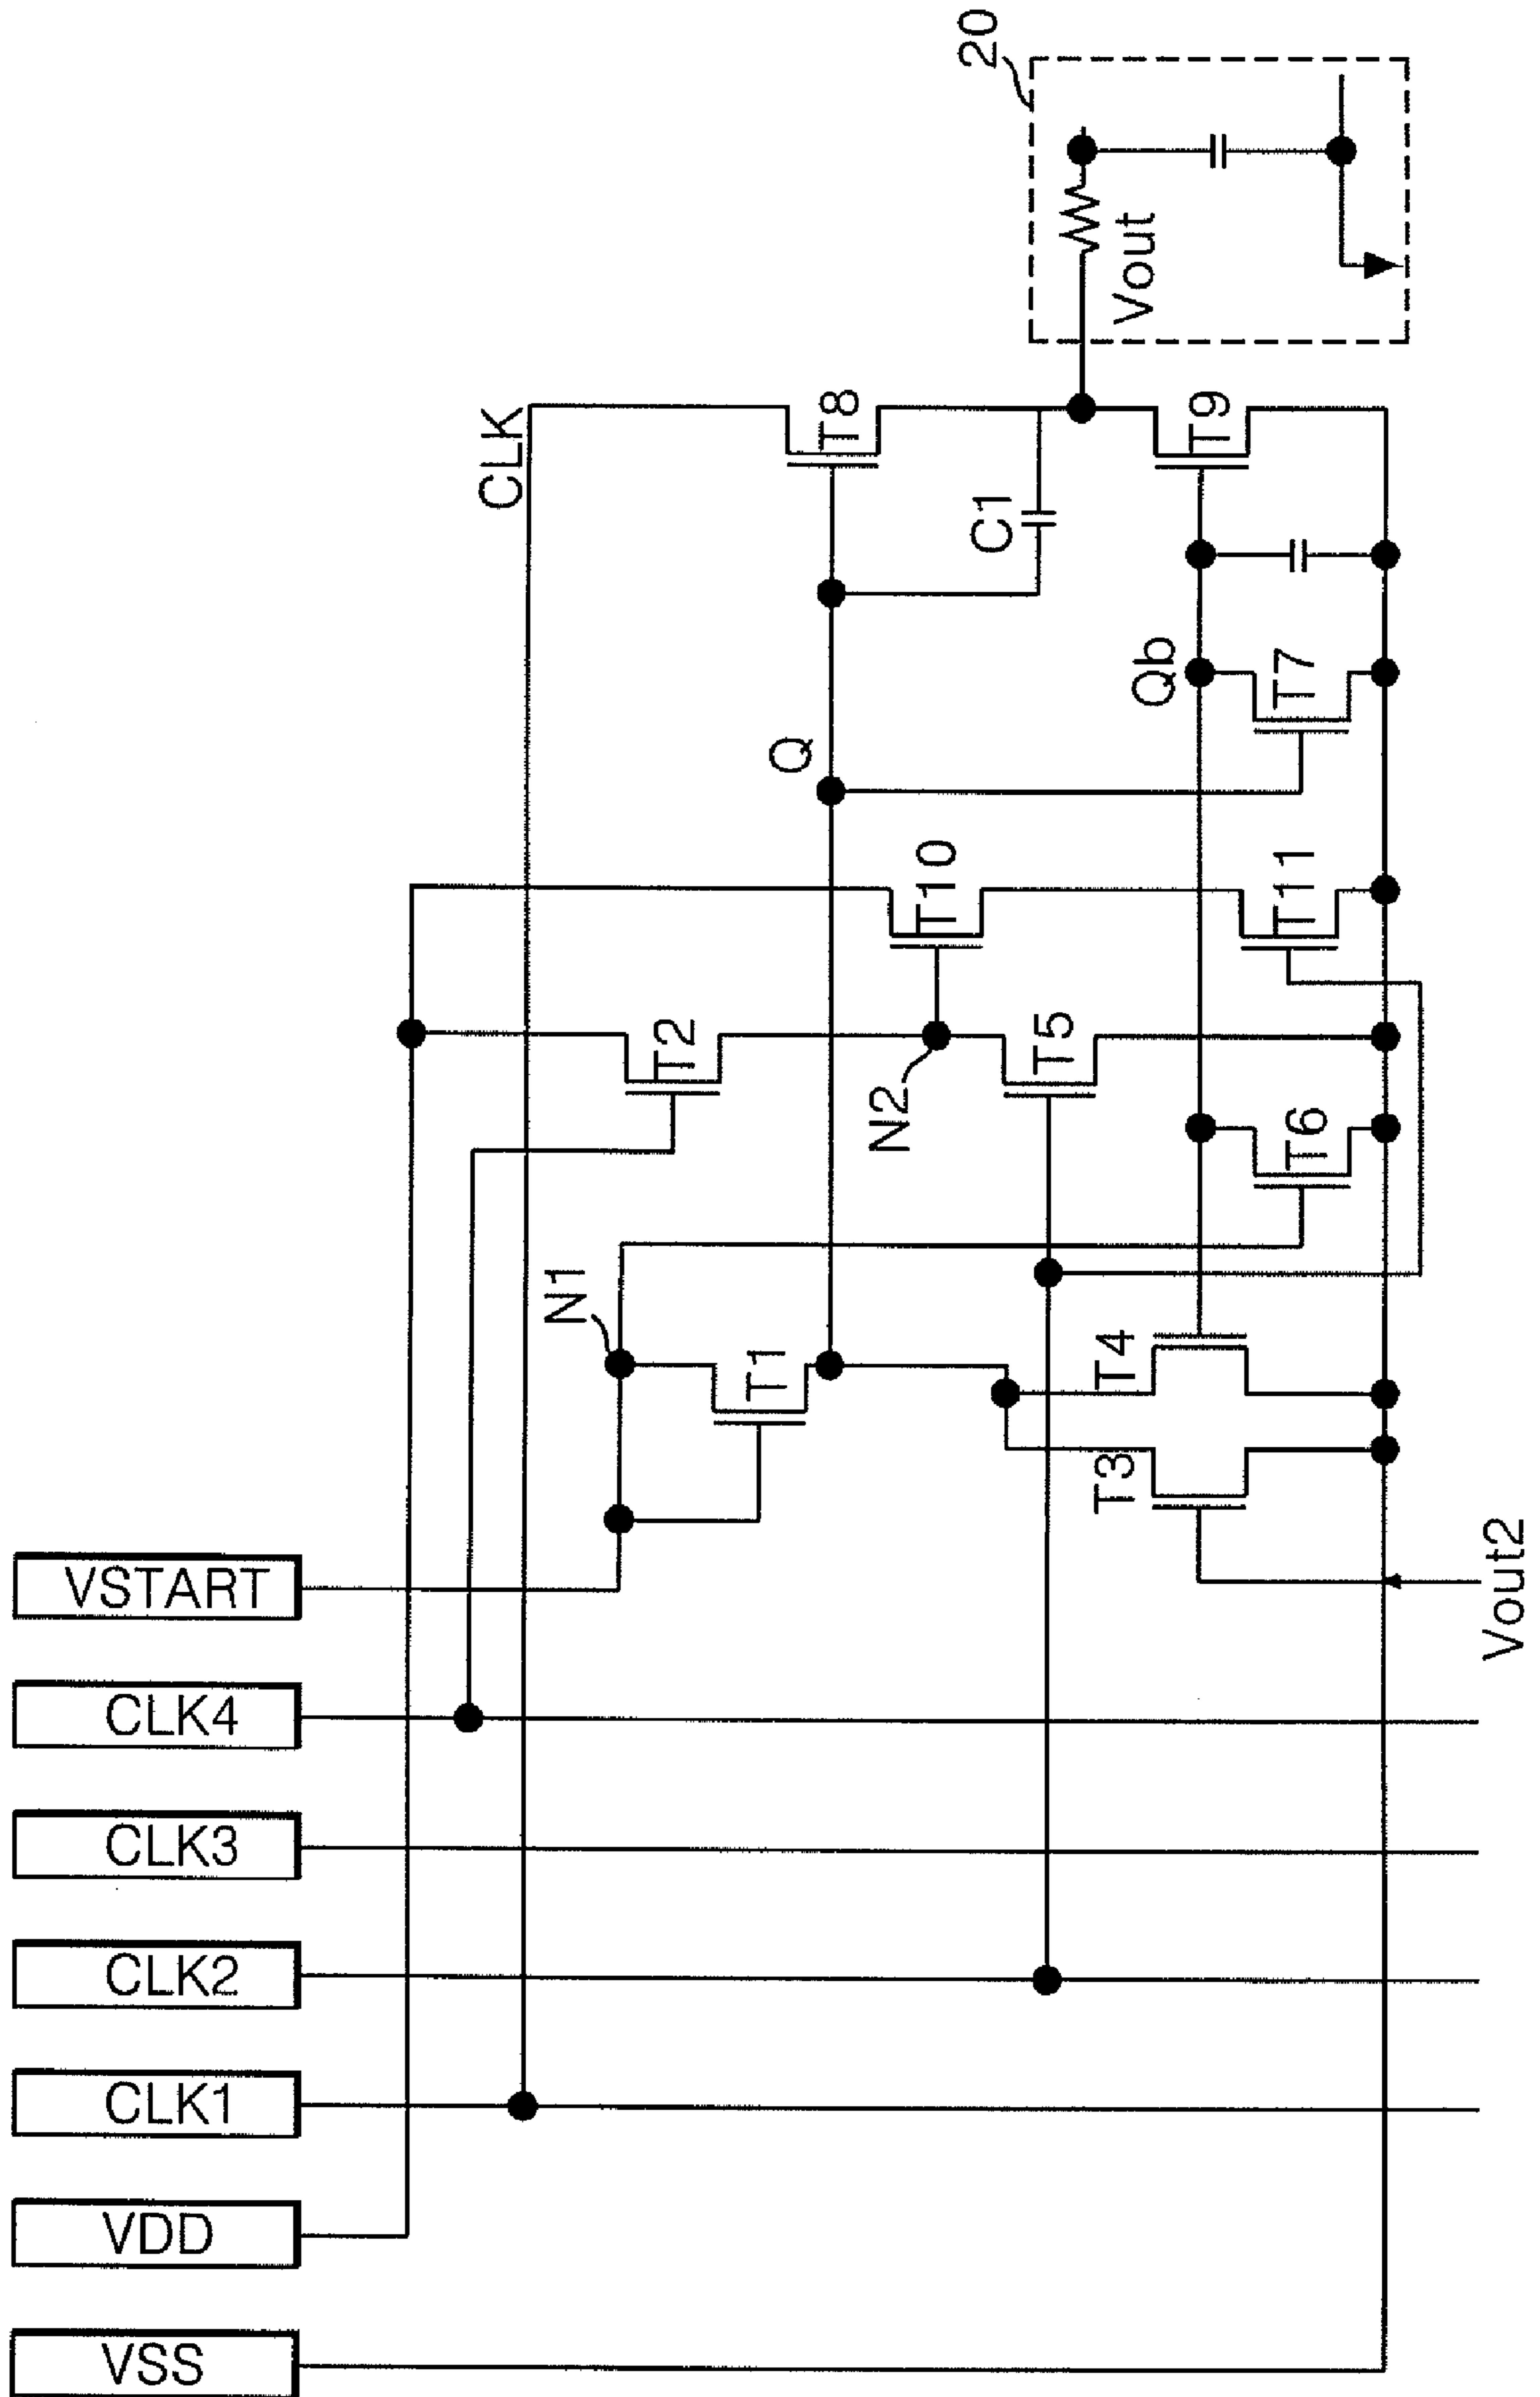 20
Vout
CLK
T8
C1
T9
Qb
T7
Q
T10
T11
T2
N2
T5
T6
N1
T1
T4
T3
VSTART
Vout2
CLK4
CLK3
CLK2
CLK1
VDD
VSS